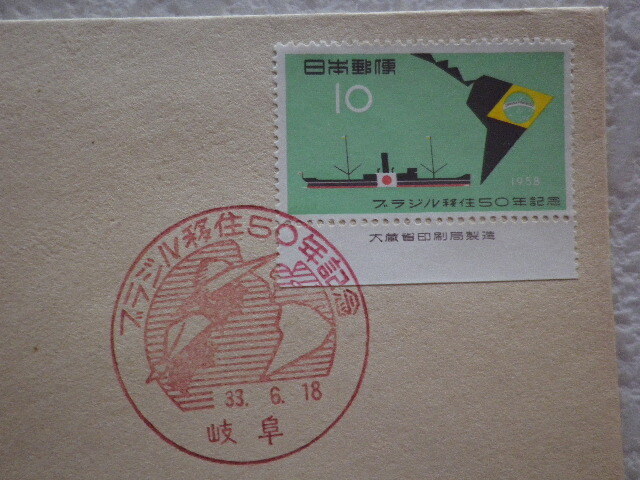 日本郵便
10
1958
ブラジル移住50年記念
大蔵省印刷局製造
ブラジル移住50年記念
33.6.18
岐阜